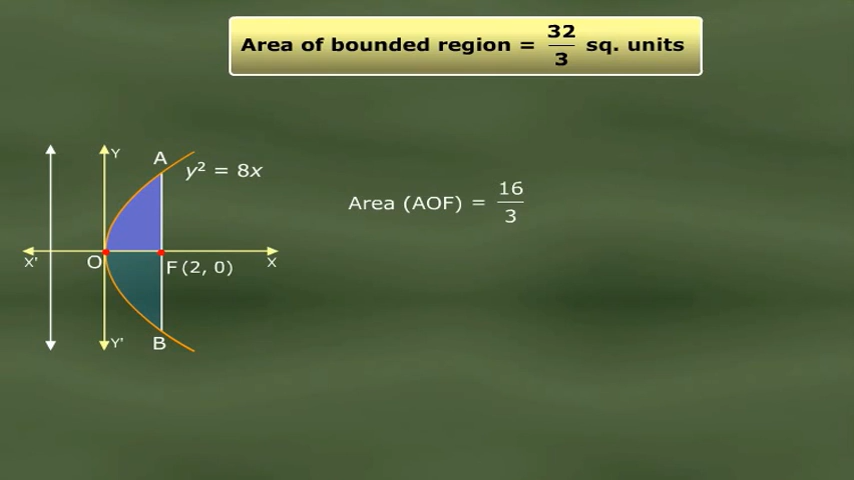 Area of bounded region = 32/3 sq. units
Y
A
y² = 8x
Area (AOF) = 16/3
X'
O
F (2, 0)
X
Y'
B